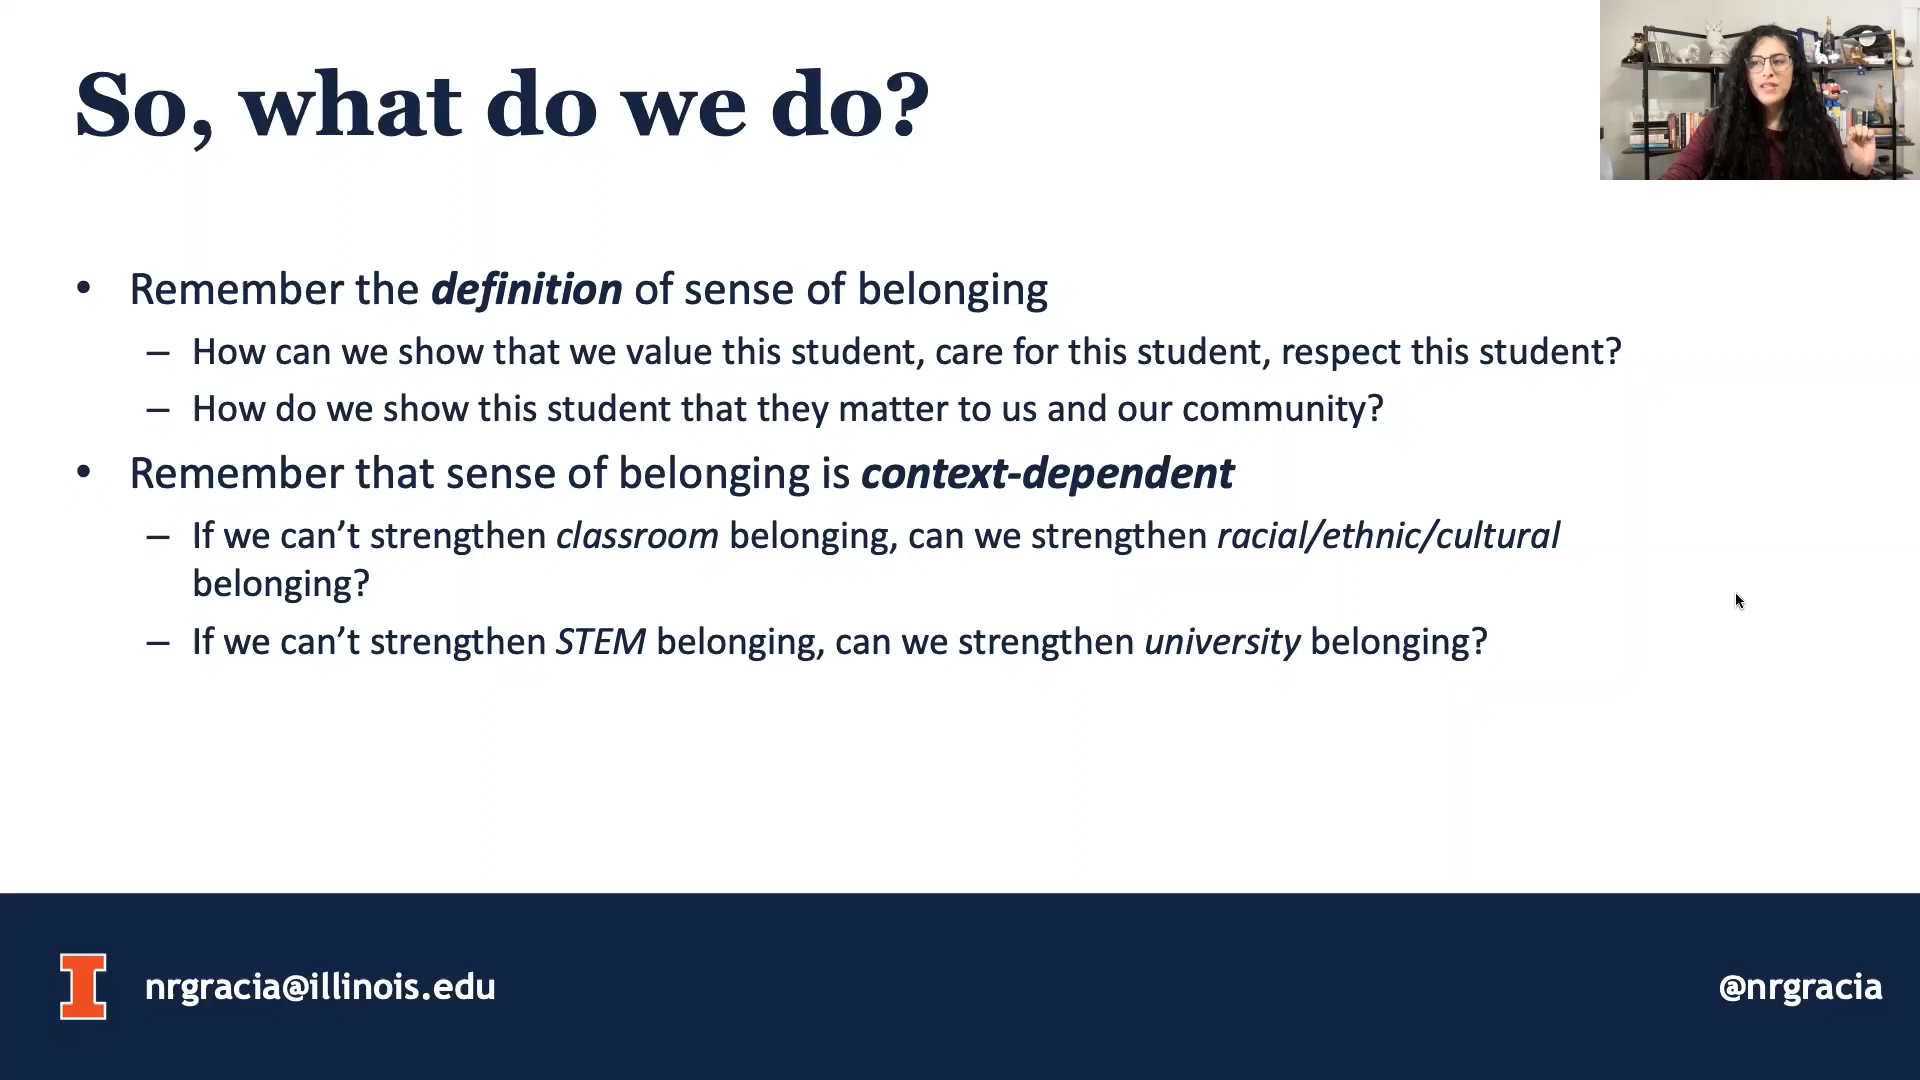 So, what do we do?
• Remember the definition of sense of belonging
– How can we show that we value this student, care for this student, respect this student?
– How do we show this student that they matter to us and our community?
• Remember that sense of belonging is context-dependent
– If we can’t strengthen classroom belonging, can we strengthen racial/ethnic/cultural
belonging?
– If we can’t strengthen STEM belonging, can we strengthen university belonging?
I nrgracia@illinois.edu
@nrgracia